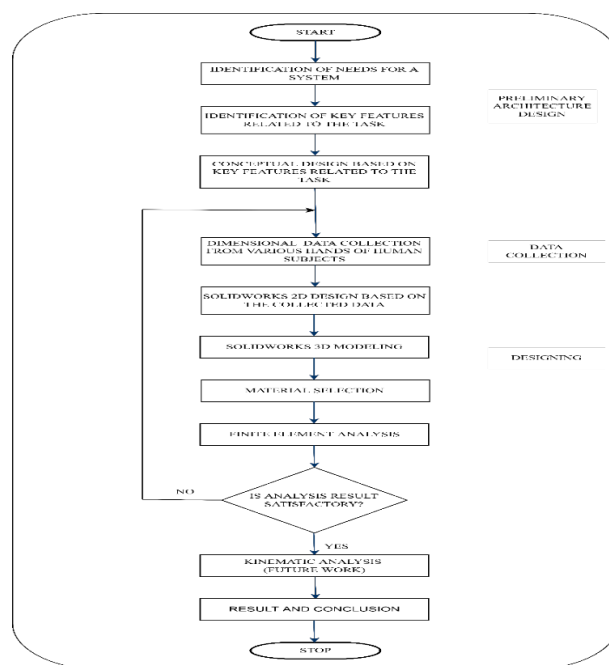 START
IDENTIFICATION OF NEEDS FOR A
SYSTEM
PRELIMINARY
ARCHITECTURE
DESIGN
IDENTIFICATION OF KEY FEATURES
RELATED TO THE TASK
CONCEPTUAL DESIGN BASED ON
KEY FEATURES RELATED TO THE
TASK
DIMENSIONAL DATA COLLECTION
FROM VARIOUS HANDS OF HUMAN
SUBJECTS
DATA
COLLECTION
SOLIDWORKS 2D DESIGN BASED ON
THE COLLECTED DATA
SOLIDWORKS 3D MODELING
DESIGNING
MATERIAL SELECTION
FINITE ELEMENT ANALYSIS
NO
IS ANALYSIS RESULT
SATISFACTORY?
YES
KINEMATIC ANALYSIS
(FUTURE WORK)
RESULT AND CONCLUSION
STOP